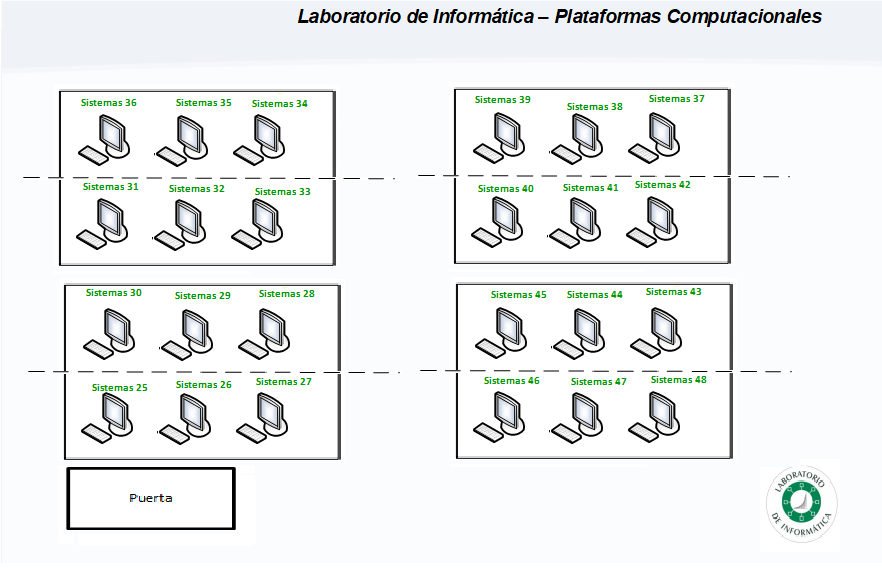 Laboratorio de Informática – Plataformas Computacionales
Sistemas 36 Sistemas 35 Sistemas 34
Sistemas 31 Sistemas 32 Sistemas 33
Sistemas 39 Sistemas 38 Sistemas 37
Sistemas 40 Sistemas 41 Sistemas 42
Sistemas 30 Sistemas 29 Sistemas 28
Sistemas 25 Sistemas 26 Sistemas 27
Sistemas 45 Sistemas 44 Sistemas 43
Sistemas 46 Sistemas 47 Sistemas 48
Puerta
LABORATORIO
DE INFORMÁTICA